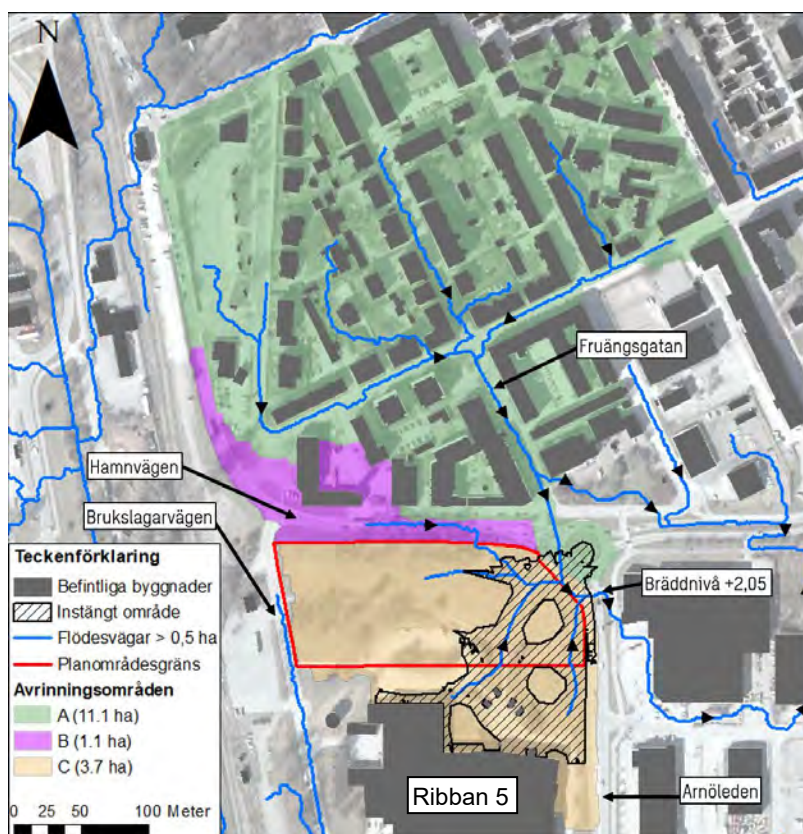 N
Fruängsgatan
Hamnvägen
Brukslagarvägen
Teckenförklaring
Befintliga byggnader
Instängt område
Flödesvägar > 0,5 ha
Planområdesgräns
Avrinningsområden
A (11.1 ha)
B (1.1 ha)
C (3.7 ha)
0 25 50 100 Meter
Bräddnivå +2,05
Ribban 5
Arnöleden